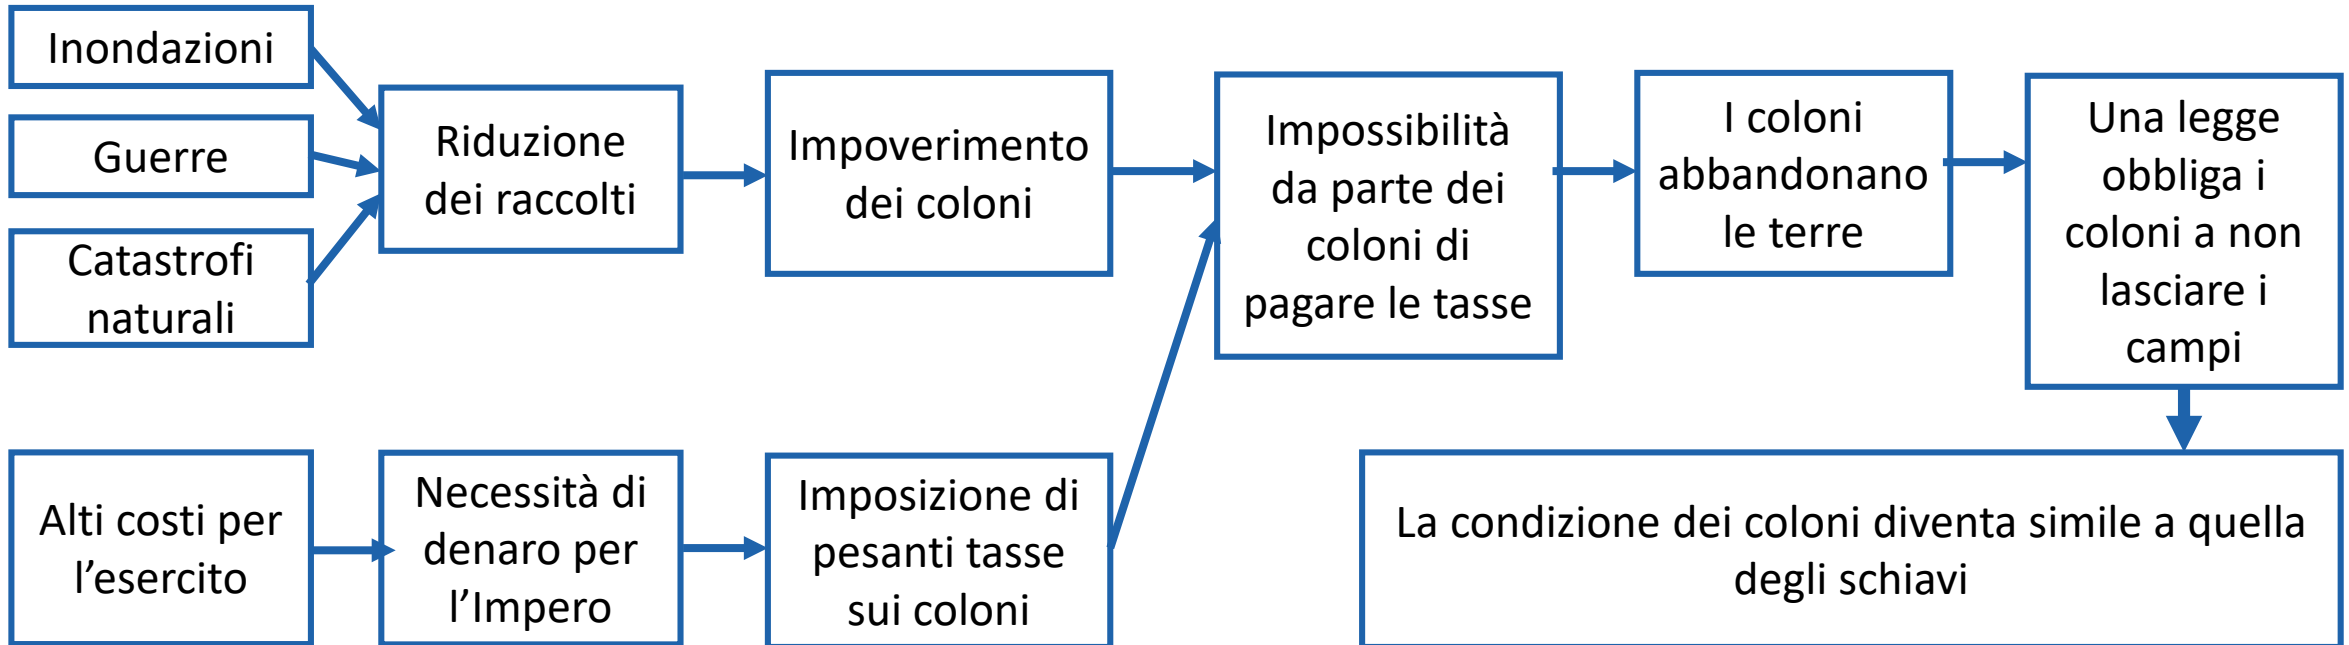 Inondazioni
Guerre
Catastrofi
naturali
Riduzione
dei raccolti
Impoverimento
dei coloni
Impossibilità
da parte dei
coloni di
pagare le tasse
I coloni
abbandonano
le terre
Una legge
obbliga i
coloni a non
lasciare i
campi
Alti costi per
l’esercito
Necessità di
denaro per
l’Impero
Imposizione di
pesanti tasse
sui coloni
La condizione dei coloni diventa simile a quella
degli schiavi